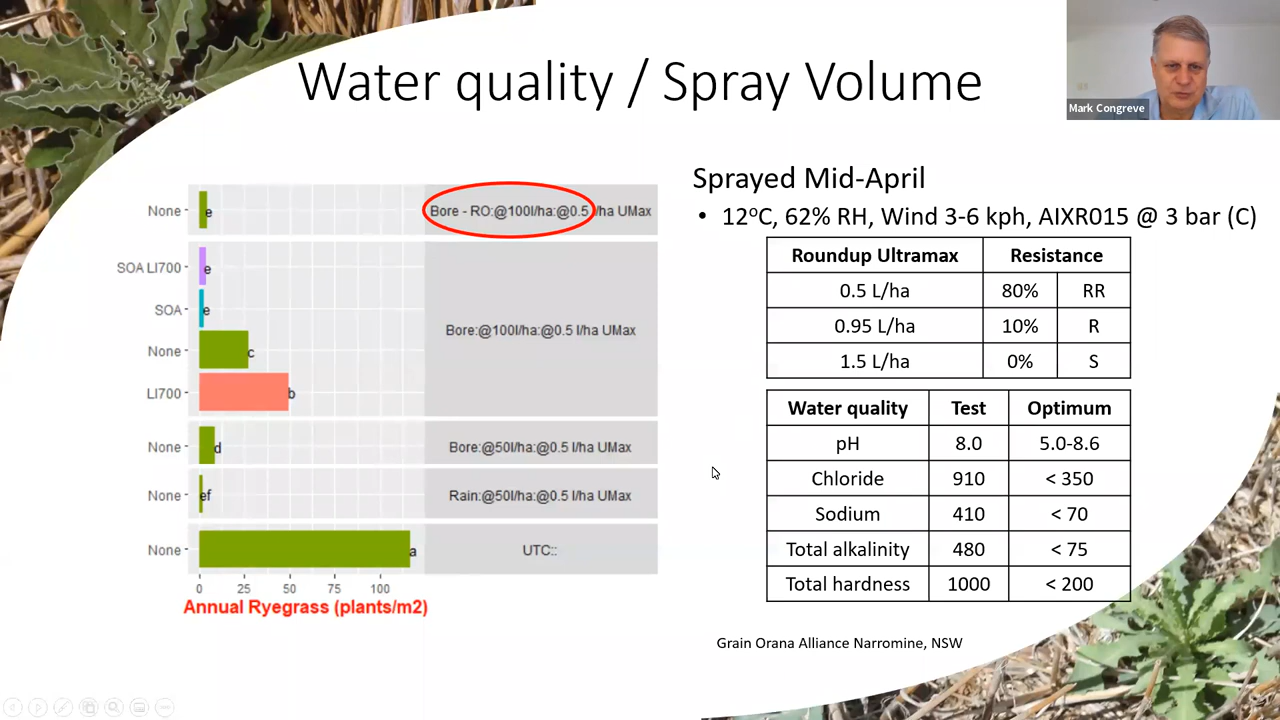 Water quality / Spray Volume
Mark Congreve
None
e
Bore - RO:@100l/ha:@0.5 l/ha UMax
SOA LI700
e
SOA
e
None
c
LI700
b
Bore:@100l/ha:@0.5 l/ha UMax
None
d
Bore:@50l/ha:@0.5 l/ha UMax
None
ef
Rain:@50l/ha:@0.5 l/ha UMax
None
a
UTC::
0 25 50 75 100
Annual Ryegrass (plants/m2)
Sprayed Mid-April
• 12°C, 62% RH, Wind 3-6 kph, AIXR015 @ 3 bar (C)
Roundup Ultramax Resistance
0.5 L/ha 80% RR
0.95 L/ha 10% R
1.5 L/ha 0% S
Water quality Test Optimum
pH 8.0 5.0-8.6
Chloride 910 < 350
Sodium 410 < 70
Total alkalinity 480 < 75
Total hardness 1000 < 200
Grain Orana Alliance Narromine, NSW